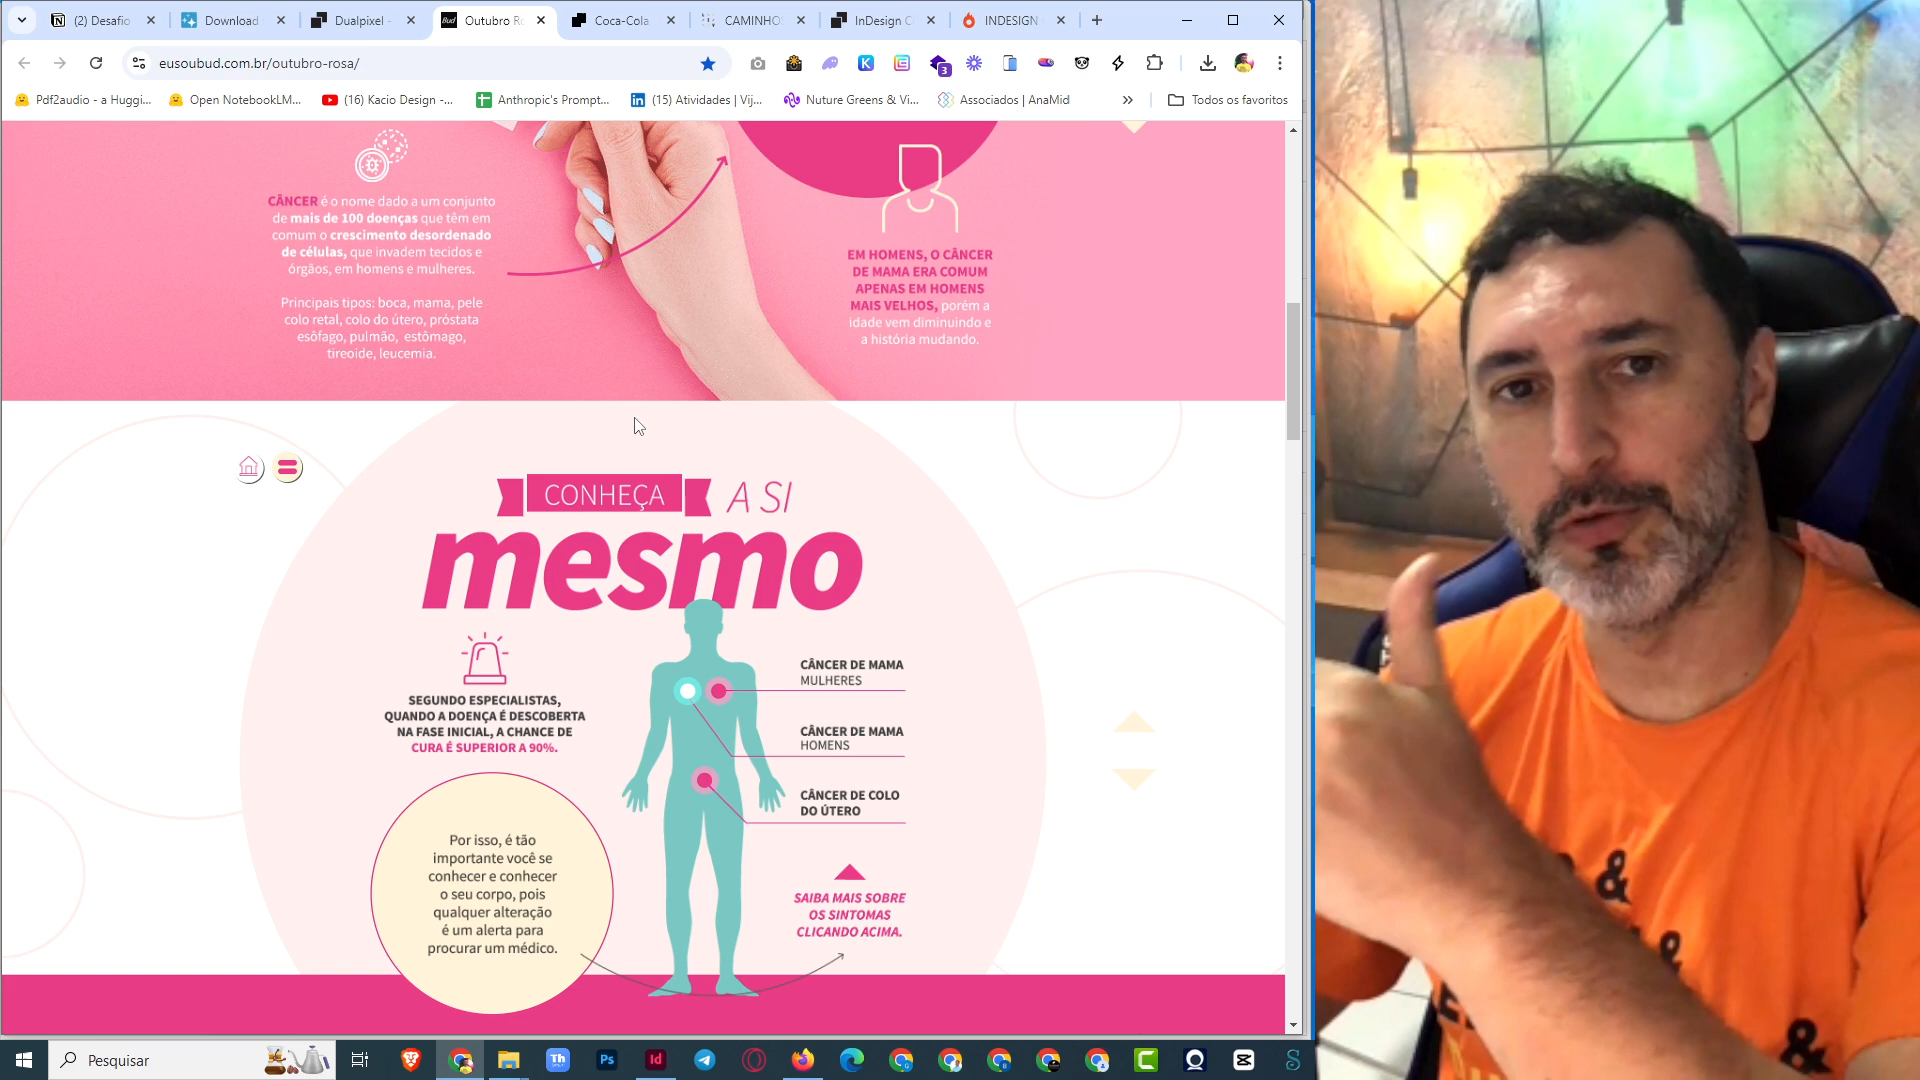 (2) Desafio
Download
Dualpixel -
Bud
Outubro Ro
Coca-Cola
CAMINHO
InDesign C
INDESIGN
eusoubud.com.br/outubro-rosa/
3
Pdf2audio - a Huggi...
Open NotebookLM...
(16) Kacio Design -...
Anthropic's Prompt...
(15) Atividades | Vij...
Nuture Greens & Vi...
Associados | AnaMid
»
Todos os favoritos
CÂNCER é o nome dado a um conjunto
de mais de 100 doenças que têm em
comum o crescimento desordenado
de células, que invadem tecidos e
órgãos, em homens e mulheres.
Principais tipos: boca, mama, pele
colo retal, colo do útero, próstata
esôfago, pulmão, estômago,
tireoide, leucemia.
EM HOMENS, O CÂNCER
DE MAMA ERA COMUM
APENAS EM HOMENS
MAIS VELHOS, porém a
idade vem diminuindo e
a história mudando.
CONHEÇA A SI
mesmo
SEGUNDO ESPECIALISTAS,
QUANDO A DOENÇA É DESCOBERTA
NA FASE INICIAL, A CHANCE DE
CURA É SUPERIOR A 90%.
CÂNCER DE MAMA
MULHERES
CÂNCER DE MAMA
HOMENS
CÂNCER DE COLO
DO ÚTERO
Por isso, é tão
importante você se
conhecer e conhecer
o seu corpo, pois
qualquer alteração
é um alerta para
procurar um médico.
SAIBA MAIS SOBRE
OS SINTOMAS
CLICANDO ACIMA.
&
&
&
Pesquisar
Th
Ps
Id